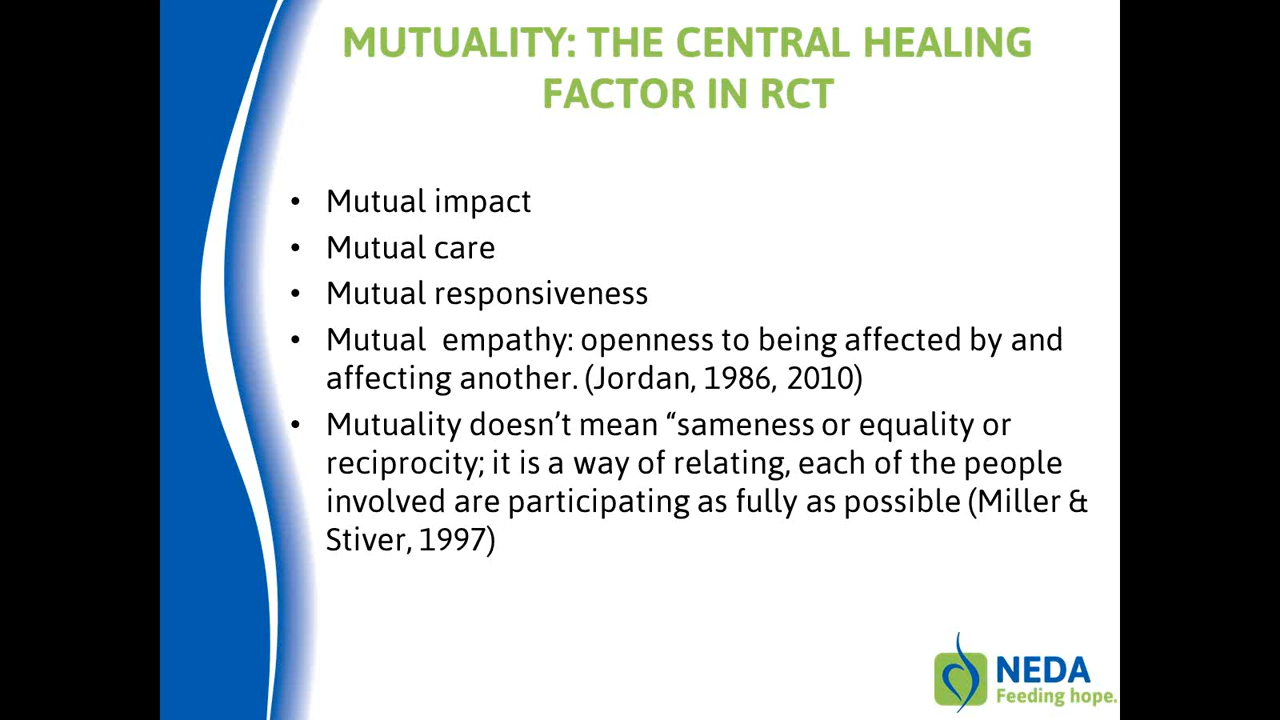 MUTUALITY: THE CENTRAL HEALING
FACTOR IN RCT
• Mutual impact
• Mutual care
• Mutual responsiveness
• Mutual  empathy: openness to being affected by and
affecting another. (Jordan, 1986, 2010)
• Mutuality doesn’t mean “sameness or equality or
reciprocity; it is a way of relating, each of the people
involved are participating as fully as possible (Miller &
Stiver, 1997)
NEDA
Feeding hope.